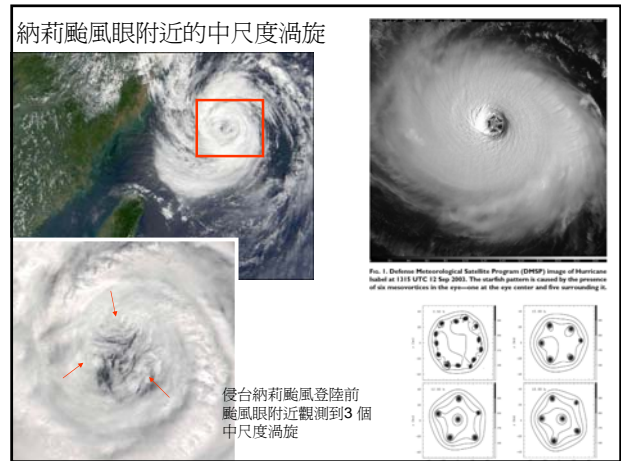 納莉颱風眼附近的中尺度渦旋
侵台納莉颱風登陸前
颱風眼附近觀測到3 個
中尺度渦旋
FIG. 1. Defense Meteorological Satellite Program (DMSP) image of Hurricane
Isabel at 1315 UTC 12 Sep 2003. The starfish pattern is caused by the presence
of six mesovortices in the eye—one at the eye center and five surrounding it.